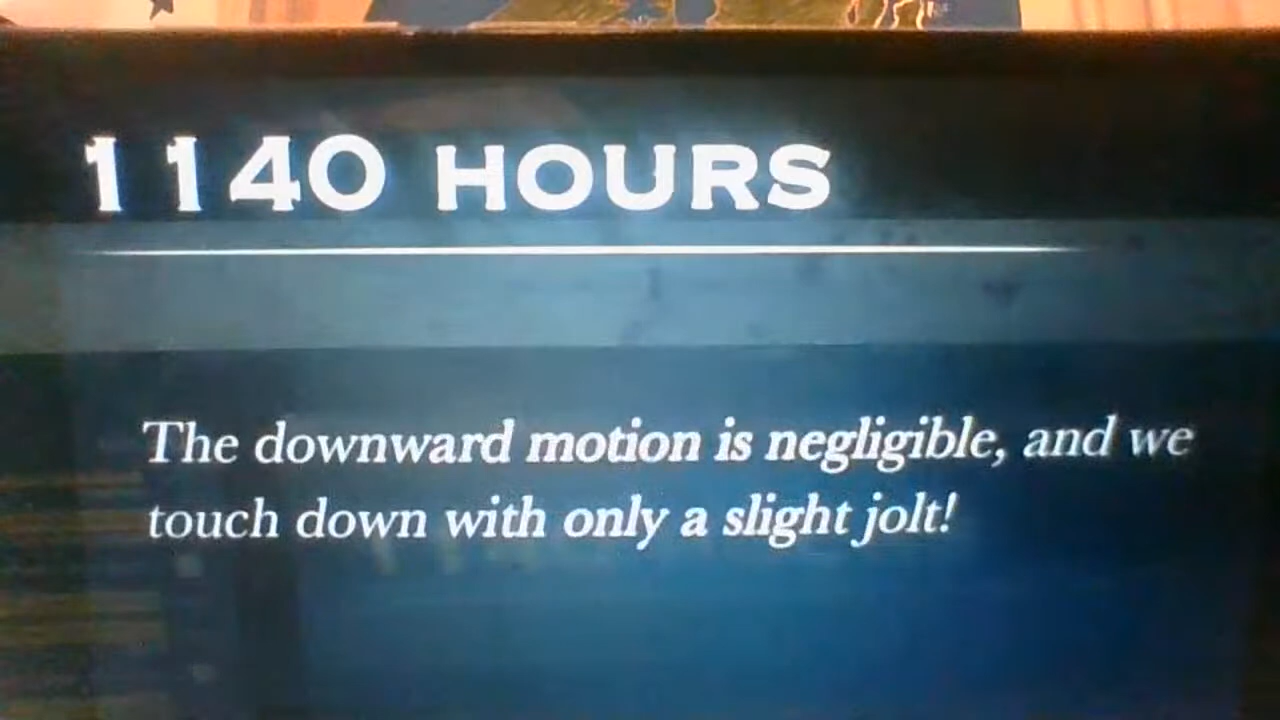 1140 HOURS
The downward motion is negligible, and we
touch down with only a slight jolt!